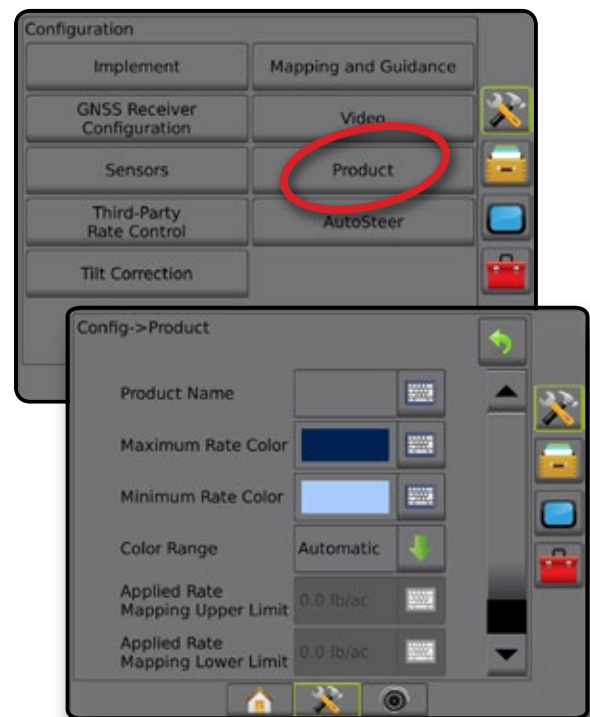 Configuration
Implement
Mapping and Guidance
GNSS Receiver
Configuration
Video
Sensors
Product
Third-Party
Rate Control
AutoSteer
Tilt Correction
Config->Product
Product Name
Maximum Rate Color
Minimum Rate Color
Color Range
Automatic
Applied Rate
Mapping Upper Limit
0.0 lb/ac
Applied Rate
Mapping Lower Limit
0.0 lb/ac